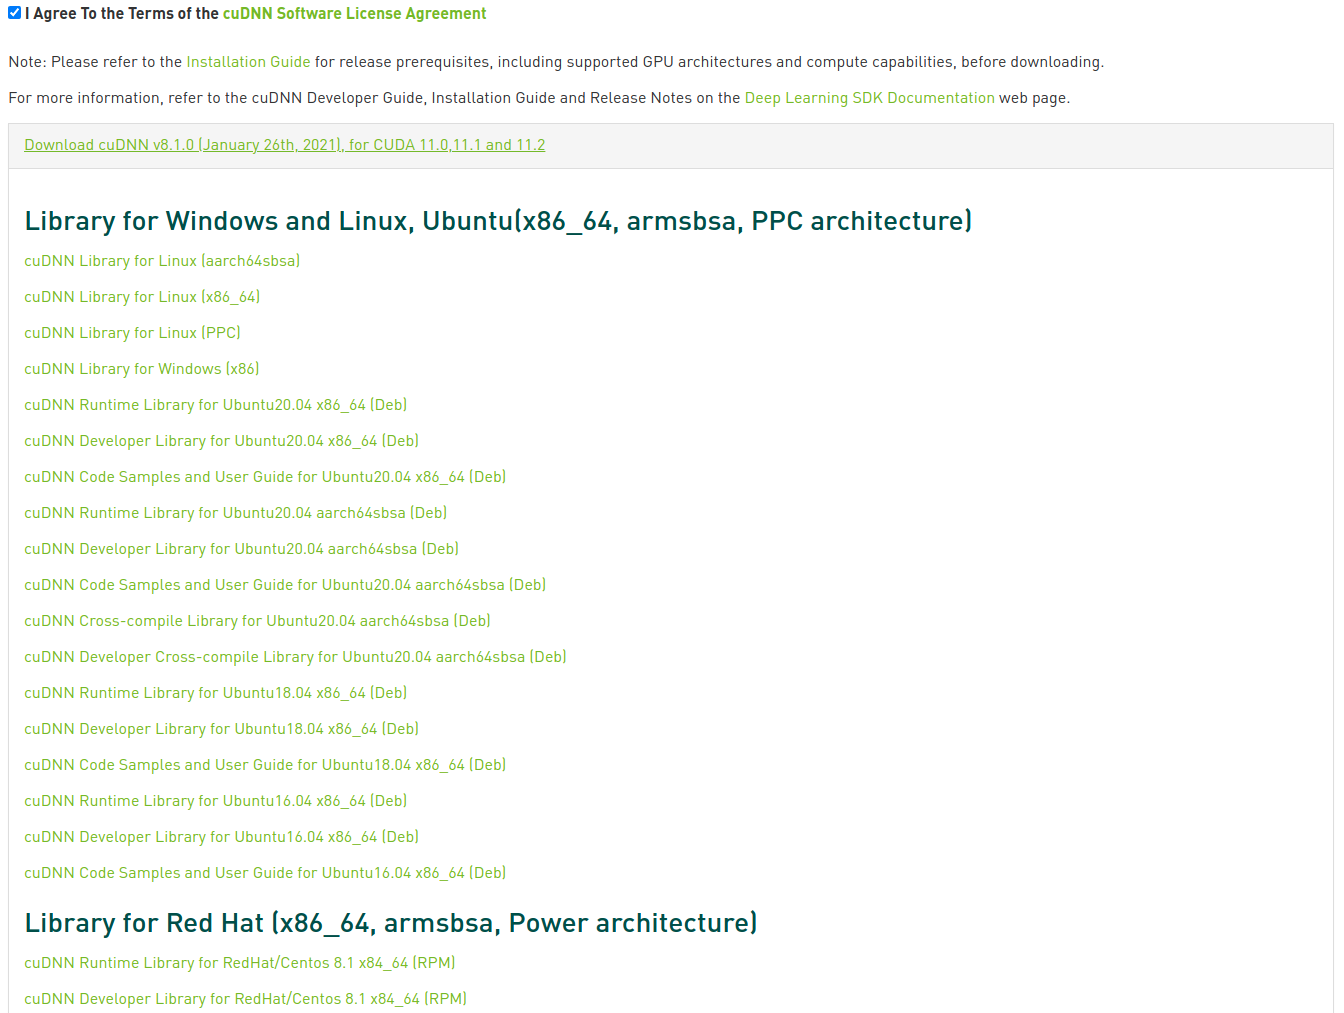 I Agree To the Terms of the cuDNN Software License Agreement
Note: Please refer to the Installation Guide for release prerequisites, including supported GPU architectures and compute capabilities, before downloading.
For more information, refer to the cuDNN Developer Guide, Installation Guide and Release Notes on the Deep Learning SDK Documentation web page.
Download cuDNN v8.1.0 (January 26th, 2021), for CUDA 11.0,11.1 and 11.2
Library for Windows and Linux, Ubuntu(x86_64, armsbsa, PPC architecture)
cuDNN Library for Linux (aarch64sbsa)
cuDNN Library for Linux (x86_64)
cuDNN Library for Linux (PPC)
cuDNN Library for Windows (x86)
cuDNN Runtime Library for Ubuntu20.04 x86_64 (Deb)
cuDNN Developer Library for Ubuntu20.04 x86_64 (Deb)
cuDNN Code Samples and User Guide for Ubuntu20.04 x86_64 (Deb)
cuDNN Runtime Library for Ubuntu20.04 aarch64sbsa (Deb)
cuDNN Developer Library for Ubuntu20.04 aarch64sbsa (Deb)
cuDNN Code Samples and User Guide for Ubuntu20.04 aarch64sbsa (Deb)
cuDNN Cross-compile Library for Ubuntu20.04 aarch64sbsa (Deb)
cuDNN Developer Cross-compile Library for Ubuntu20.04 aarch64sbsa (Deb)
cuDNN Runtime Library for Ubuntu18.04 x86_64 (Deb)
cuDNN Developer Library for Ubuntu18.04 x86_64 (Deb)
cuDNN Code Samples and User Guide for Ubuntu18.04 x86_64 (Deb)
cuDNN Runtime Library for Ubuntu16.04 x86_64 (Deb)
cuDNN Developer Library for Ubuntu16.04 x86_64 (Deb)
cuDNN Code Samples and User Guide for Ubuntu16.04 x86_64 (Deb)
Library for Red Hat (x86_64, armsbsa, Power architecture)
cuDNN Runtime Library for RedHat/Centos 8.1 x84_64 (RPM)
cuDNN Developer Library for RedHat/Centos 8.1 x84_64 (RPM)